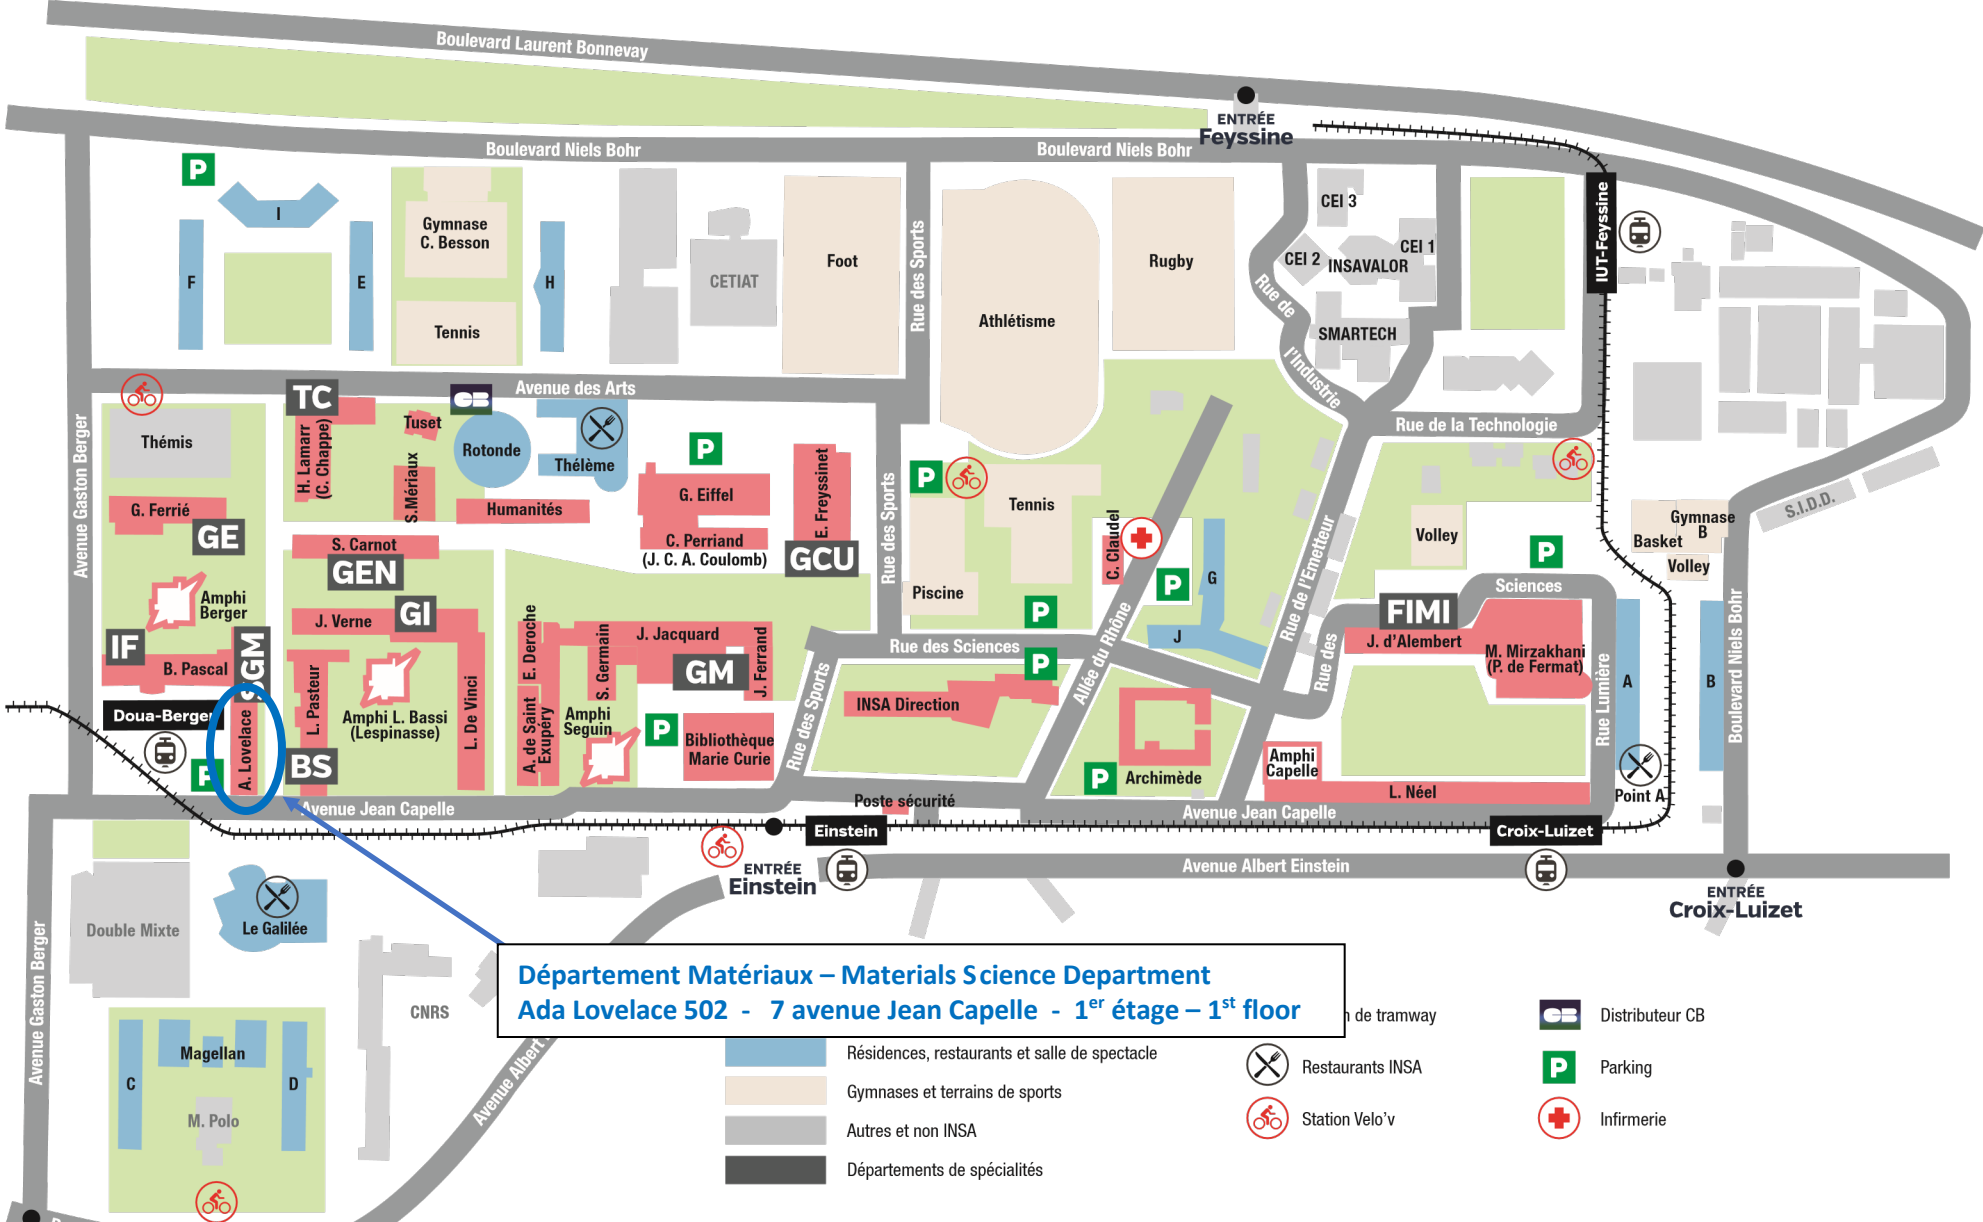 Boulevard Laurent Bonnevay
ENTRÉE
Feyssine
Boulevard Niels Bohr
Boulevard Niels Bohr
P
I
F
E
H
Gymnase
C. Besson
Tennis
CETIAT
Foot
Rue des Sports
Athlétisme
Rugby
CEI 3
CEI 2
CEI 1
INSAVALOR
SMARTECH
Rue de
l'Industrie
IUT-Feyssine
Avenue des Arts
Rue de la Technologie
Avenue Gaston Berger
Thémis
TC
H. Lamarr
(C. Chappe)
Tuset
CB
Rotonde
Thélème
S.Mériaux
Humanités
P
G. Eiffel
C. Perriand
(J. C. A. Coulomb)
E. Freyssinet
GCU
Rue des Sports
P
Tennis
Piscine
C. Claudel
P
G
J
P
Rue de l'Emetteur
Volley
P
Gymnase
B
Basket
Volley
S.I.D.D.
G. Ferrié
GE
S. Carnot
GEN
Amphi
Berger
J. Verne
GI
IF
B. Pascal
SGM
L. Pasteur
Amphi L. Bassi
(Lespinasse)
L. De Vinci
E. Deroche
A. de Saint
Exupéry
S. Germain
J. Jacquard
GM
J. Ferrand
Amphi
Seguin
P
Bibliothèque
Marie Curie
Rue des Sports
Rue des Sciences
P
INSA Direction
Allée du Rhône
Archimède
P
Rue des
Sciences
FIMI
J. d'Alembert
M. Mirzakhani
(P. de Fermat)
Rue Lumière
A
B
Boulevard Niels Bohr
Amphi
Capelle
L. Néel
Point A
Doua-Berger
P
A. Lovelace
BS
Avenue Jean Capelle
Poste sécurité
Avenue Jean Capelle
Einstein
Croix-Luizet
ENTRÉE
Einstein
Avenue Albert Einstein
ENTRÉE
Croix-Luizet
Double Mixte
Le Galilée
Avenue Gaston Berger
CNRS
Magellan
C
D
M. Polo
Avenue Albert
Département Matériaux – Materials Science Department
Ada Lovelace 502 - 7 avenue Jean Capelle - 1er étage – 1st floor
n de tramway
CB
Distributeur CB
Résidences, restaurants et salle de spectacle
Restaurants INSA
P
Parking
Gymnases et terrains de sports
Station Velo'v
Infirmerie
Autres et non INSA
Départements de spécialités